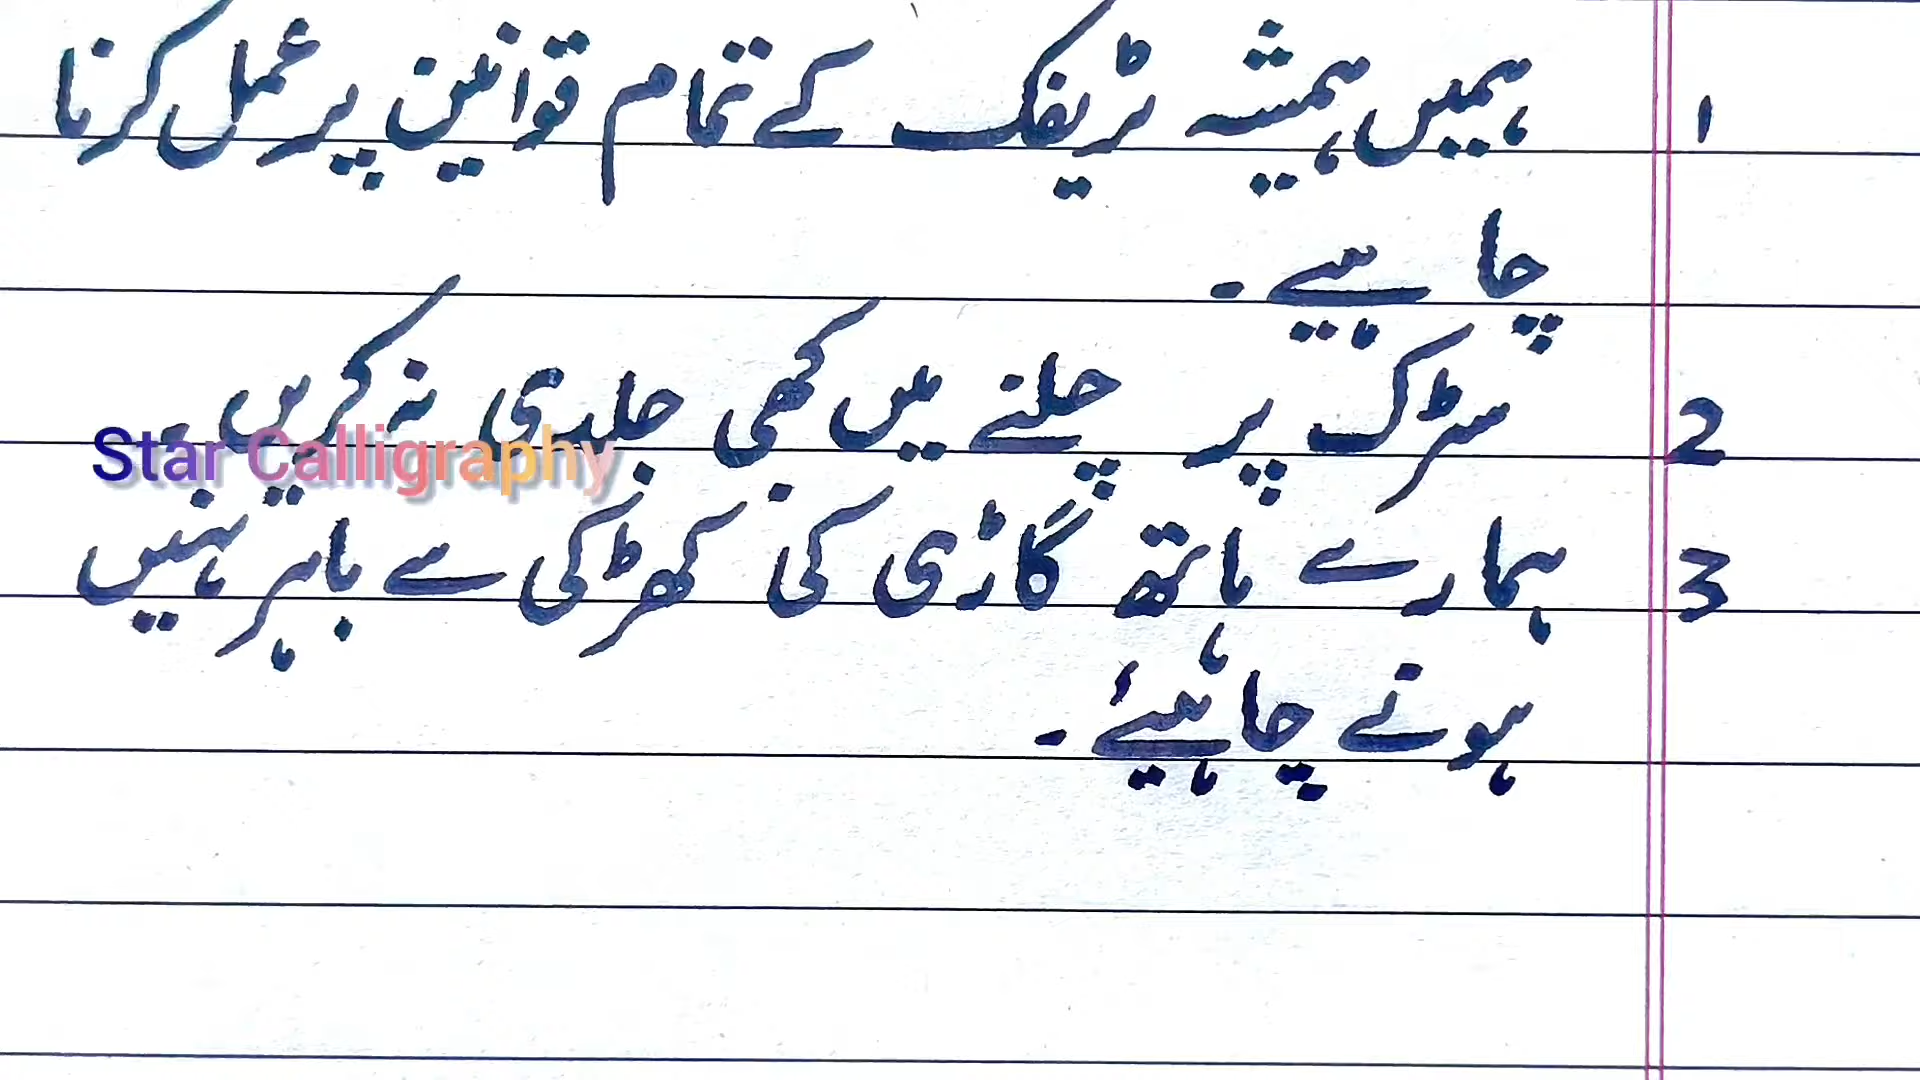 ۱ ہمیں ہمیشہ ٹریفک کے تمام قوانین پر عمل کرنا
چاہیے۔
2 سڑک پر چلنے میں کبھی جلدی نہ کریں۔
Star Calligraphy
3 ہمارے ہاتھ گاڑی کی کھڑکی سے باہر نہیں
ہونے چاہیئے۔